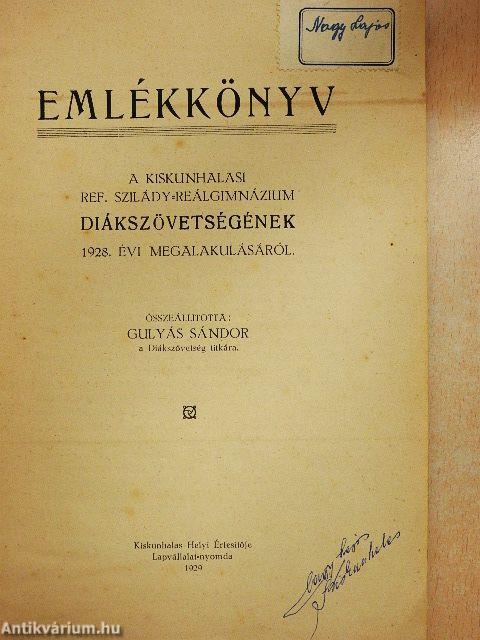 Nagy Lajos
EMLÉKKÖNYV
A KISKUNHALASI
REF. SZILÁDY-REÁLGIMNÁZIUM
DIÁKSZÖVETSÉGÉNEK
1928. ÉVI MEGALAKULÁSÁRÓL.
ÖSSZEÁLLITOTTA:
GULYÁS SÁNDOR
a Diákszövetség titkára.
Kiskunhalas Helyi Értesitője
Lapvállalat-nyomda
1929
Antikvárium.hu